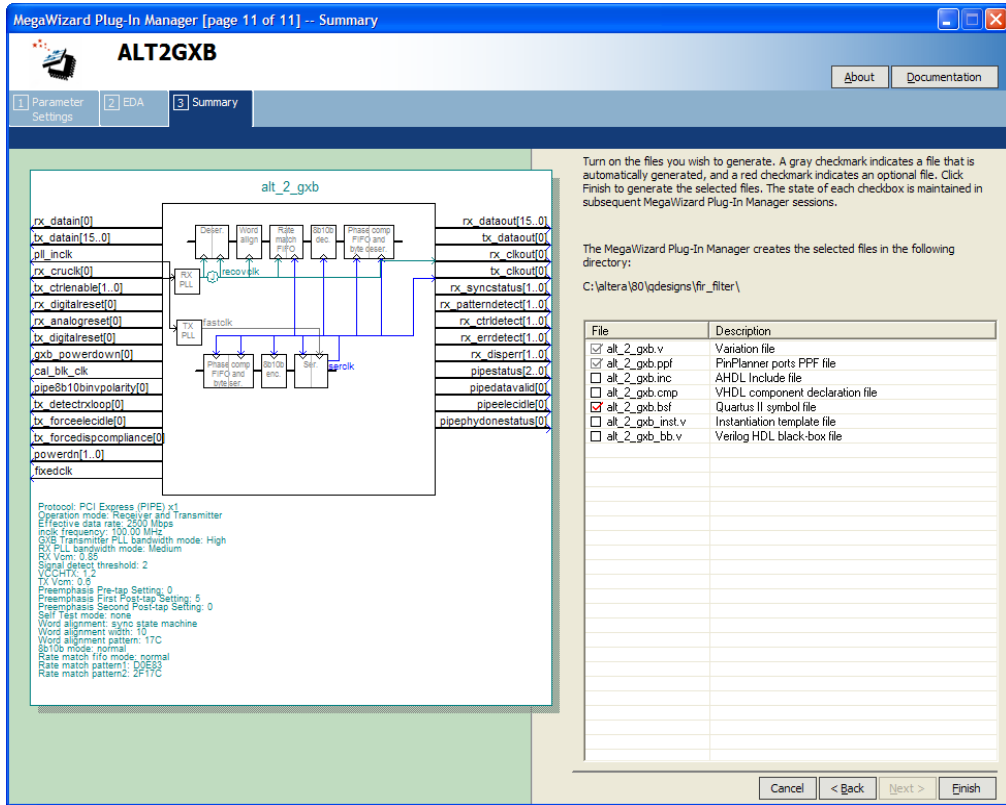 MegaWizard Plug-In Manager [page 11 of 11] -- Summary
ALT2GXB
About
Documentation
1 Parameter Settings
2 EDA
3 Summary
alt_2_gxb
rx_datain[0]
tx_datain[15..0]
pll_inclk
rx_cruclk[0]
tx_ctrlenable[1..0]
rx_digitalreset[0]
rx_analogreset[0]
tx_digitalreset[0]
gxb_powerdown[0]
cal_blk_clk
pipe8b10binvpolarity[0]
tx_detectrxloop[0]
tx_forceelecidle[0]
tx_forcedispcompliance[0]
powerdn[1..0]
fixedclk
Deser.
Word align
Rate match FIFO
8b10b dec.
Phase comp FIFO and byte deser.
RX PLL
recovclk
TX PLL
fastclk
Phase comp FIFO and byte ser.
8b10b enc.
Ser.
serclk
rx_dataout[15..0]
tx_dataout[0]
rx_clkout[0]
tx_clkout[0]
rx_syncstatus[1..0]
rx_patterndetect[1..0]
rx_ctrldetect[1..0]
rx_errdetect[1..0]
rx_disperr[1..0]
pipestatus[2..0]
pipedatavalid[0]
pipeelecidle[0]
pipephydonestatus[0]
Protocol: PCI Express (PIPE) x1
Operation mode: Receiver and Transmitter
Effective data rate: 2500 Mbps
inclk frequency: 100.00 MHz
GXB Transmitter PLL bandwidth mode: High
RX PLL bandwidth mode: Medium
RX Vcm: 0.85
Signal detect threshold: 2
VCCHTX: 1.2
TX Vcm: 0.6
Preemphasis Pre-tap Setting: 0
Preemphasis First Post-tap Setting: 5
Preemphasis Second Post-tap Setting: 0
Self Test mode: none
Word alignment: sync state machine
Word alignment width: 10
Word alignment pattern: 17C
8b10b mode: normal
Rate match fifo mode: normal
Rate match pattern1: D0E83
Rate match pattern2: 2F17C
Turn on the files you wish to generate. A gray checkmark indicates a file that is
automatically generated, and a red checkmark indicates an optional file. Click
Finish to generate the selected files. The state of each checkbox is maintained in
subsequent MegaWizard Plug-In Manager sessions.
The MegaWizard Plug-In Manager creates the selected files in the following
directory:
C:\altera\80\qdesigns\fir_filter\
File Description
alt_2_gxb.v Variation file
alt_2_gxb.ppf PinPlanner ports PPF file
alt_2_gxb.inc AHDL Include file
alt_2_gxb.cmp VHDL component declaration file
alt_2_gxb.bsf Quartus II symbol file
alt_2_gxb_inst.v Instantiation template file
alt_2_gxb_bb.v Verilog HDL black-box file
Cancel
< Back
Next >
Finish